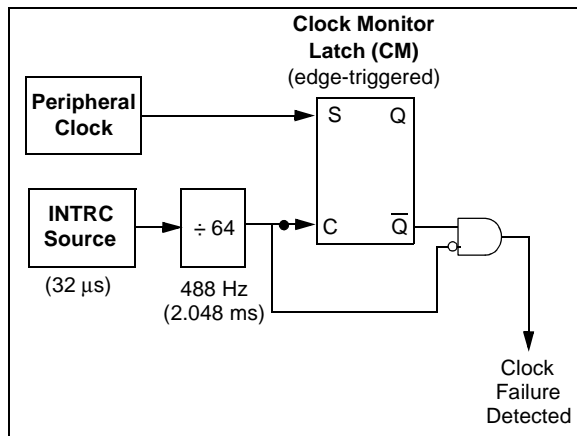 Clock Monitor
Latch (CM)
(edge-triggered)
Peripheral
Clock
S
Q
INTRC
Source
÷ 64
C
Q̅
(32 μs)
488 Hz
(2.048 ms)
Clock
Failure
Detected